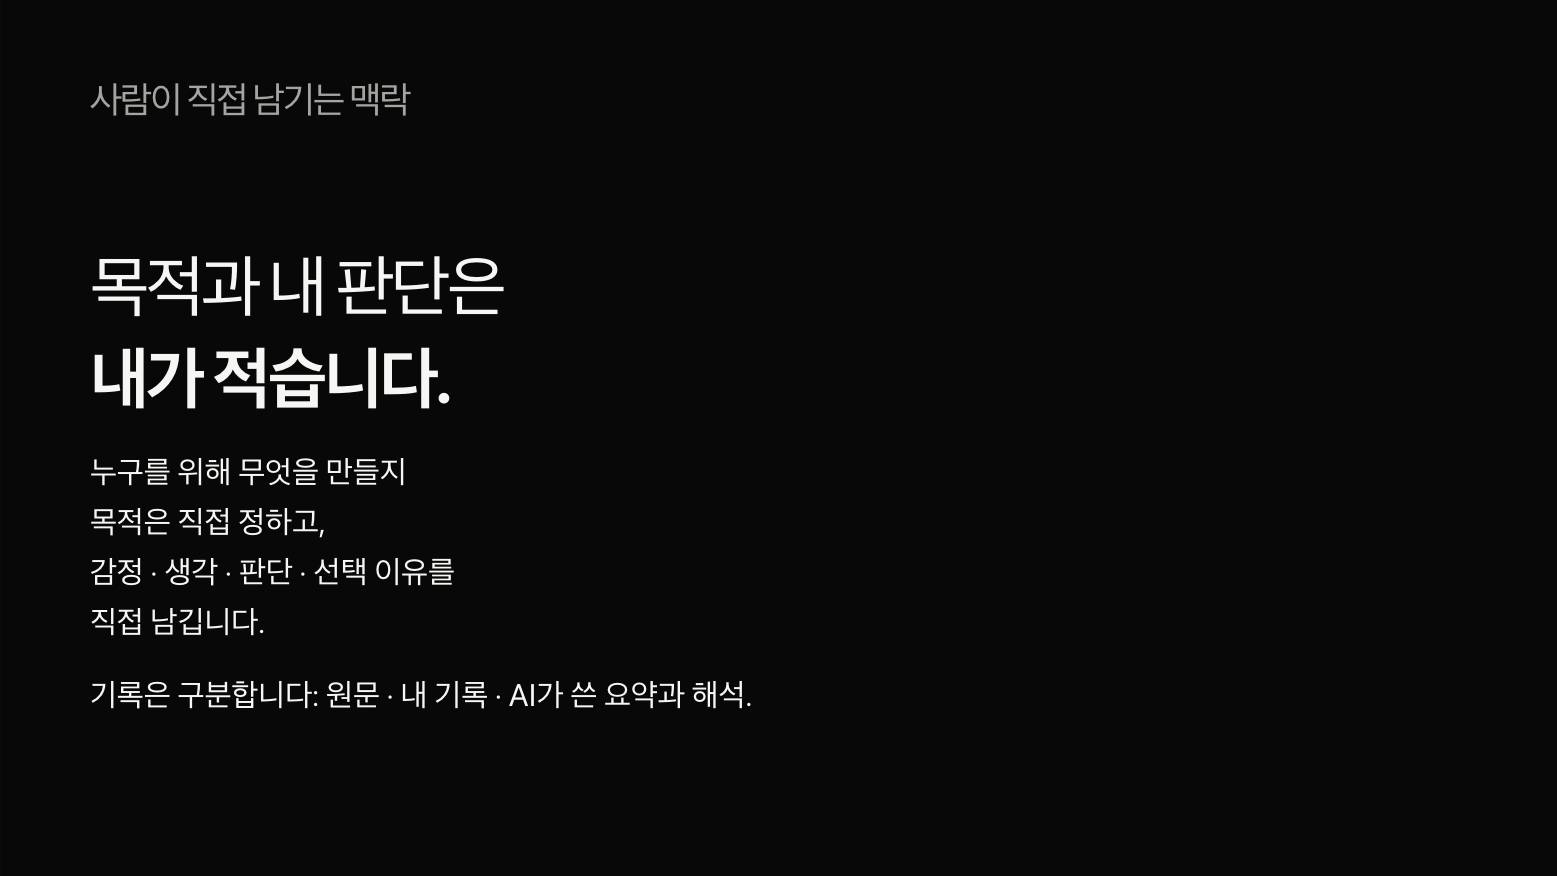 사람이 직접 남기는 맥락
목적과 내 판단은
내가 적습니다.
누구를 위해 무엇을 만들지
목적은 직접 정하고,
감정 · 생각 · 판단 · 선택 이유를
직접 남깁니다.
기록은 구분합니다: 원문 · 내 기록 · AI가 쓴 요약과 해석.